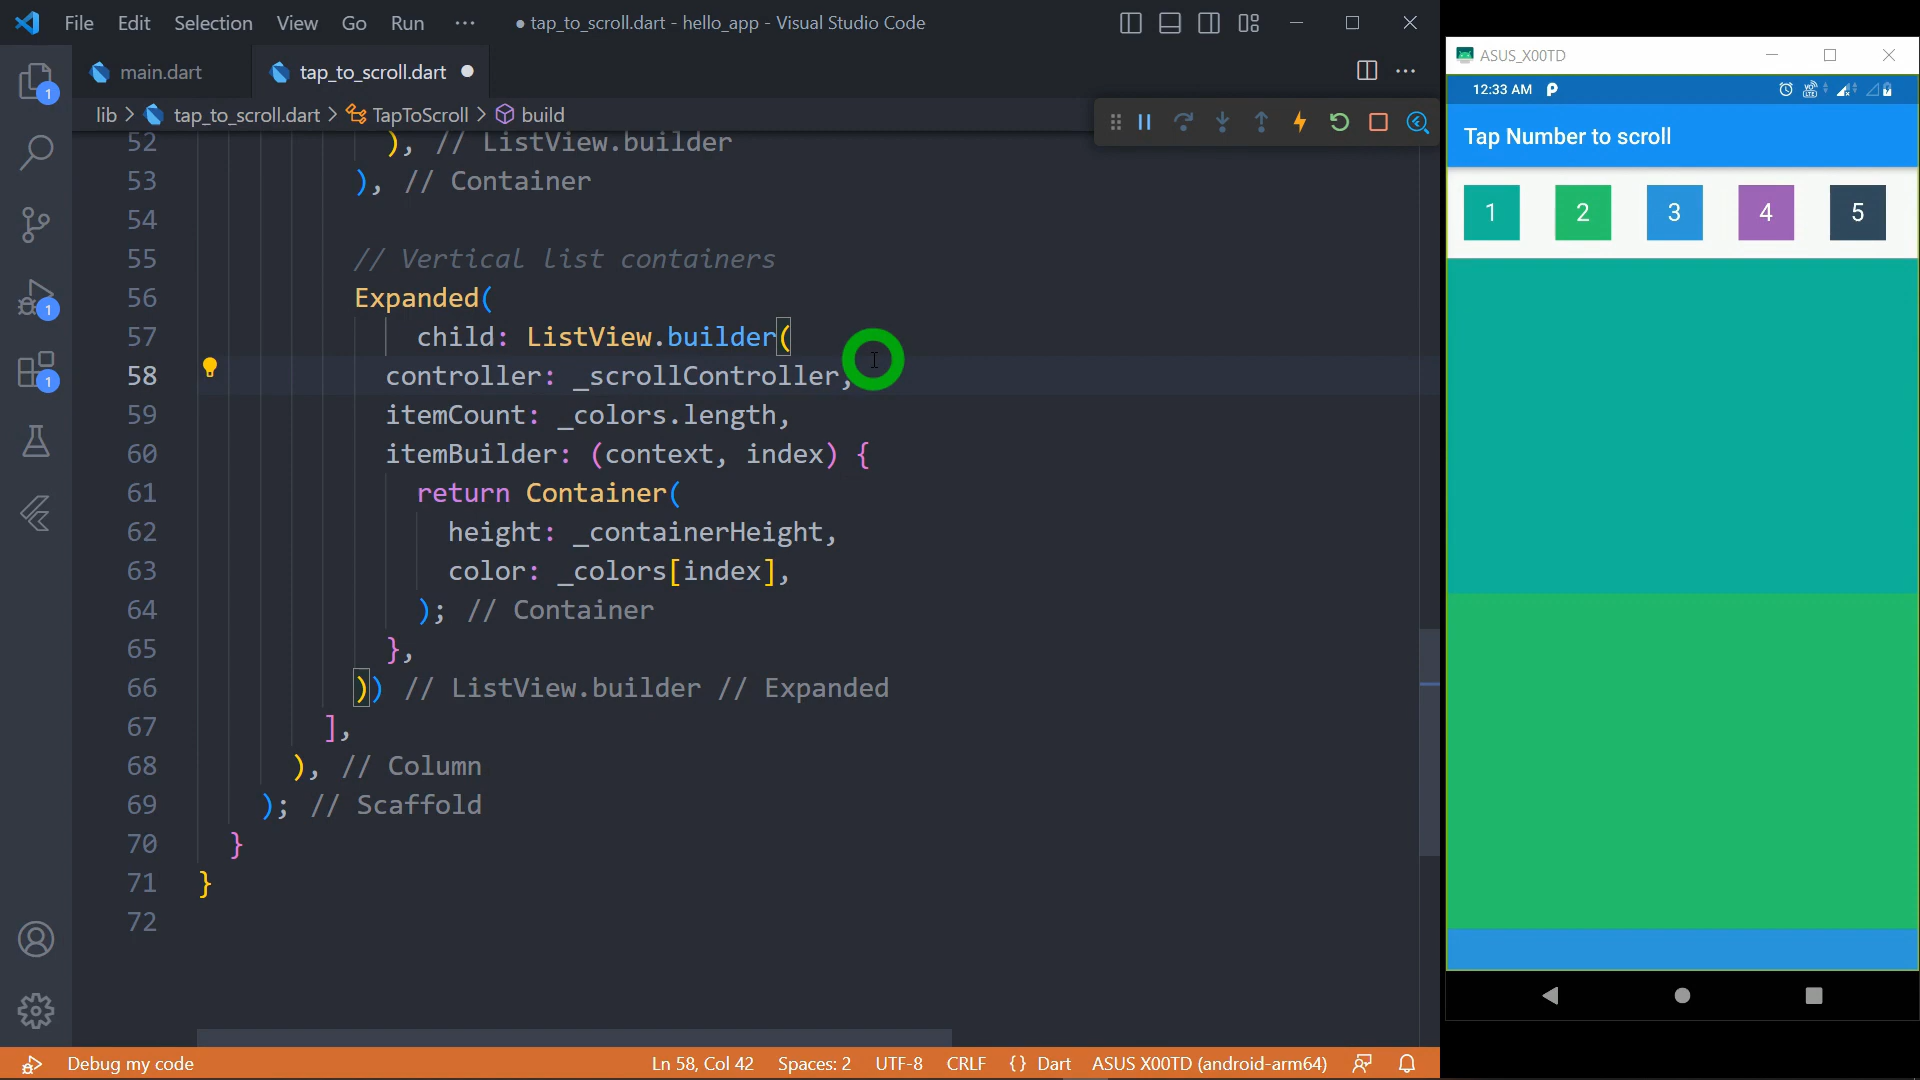 File Edit Selection View Go Run ··· ● tap_to_scroll.dart - hello_app - Visual Studio Code
main.dart tap_to_scroll.dart ●
lib > tap_to_scroll.dart > TapToScroll > build
52 ), // ListView.builder
53 ), // Container
54
55 // Vertical list containers
56 Expanded(
57 child: ListView.builder(
58 controller: _scrollController,
59 itemCount: _colors.length,
60 itemBuilder: (context, index) {
61 return Container(
62 height: _containerHeight,
63 color: _colors[index],
64 ); // Container
65 },
66 )) // ListView.builder // Expanded
67 ],
68 ), // Column
69 ); // Scaffold
70 }
71 }
72
1
1
1
Debug my code Ln 58, Col 42 Spaces: 2 UTF-8 CRLF {} Dart ASUS X00TD (android-arm64)
ASUS_X00TD
12:33 AM
Tap Number to scroll
1 2 3 4 5